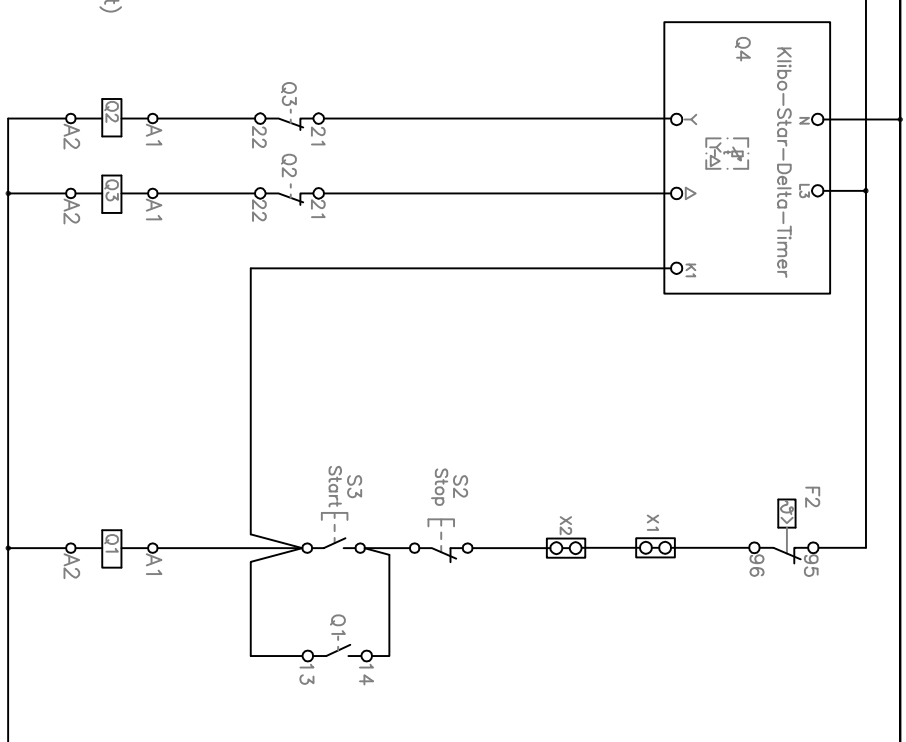 t)
Q4
Klibo-Star-Delta-Timer
N
L3
Y
Δ
K1
Y-Δ
Q3
21
22
A1
Q2
A2
Q2
21
22
A1
Q3
A2
F2
ϑ>
95
96
X1
X2
S2
Stop
S3
Start
Q1
14
13
A1
Q1
A2